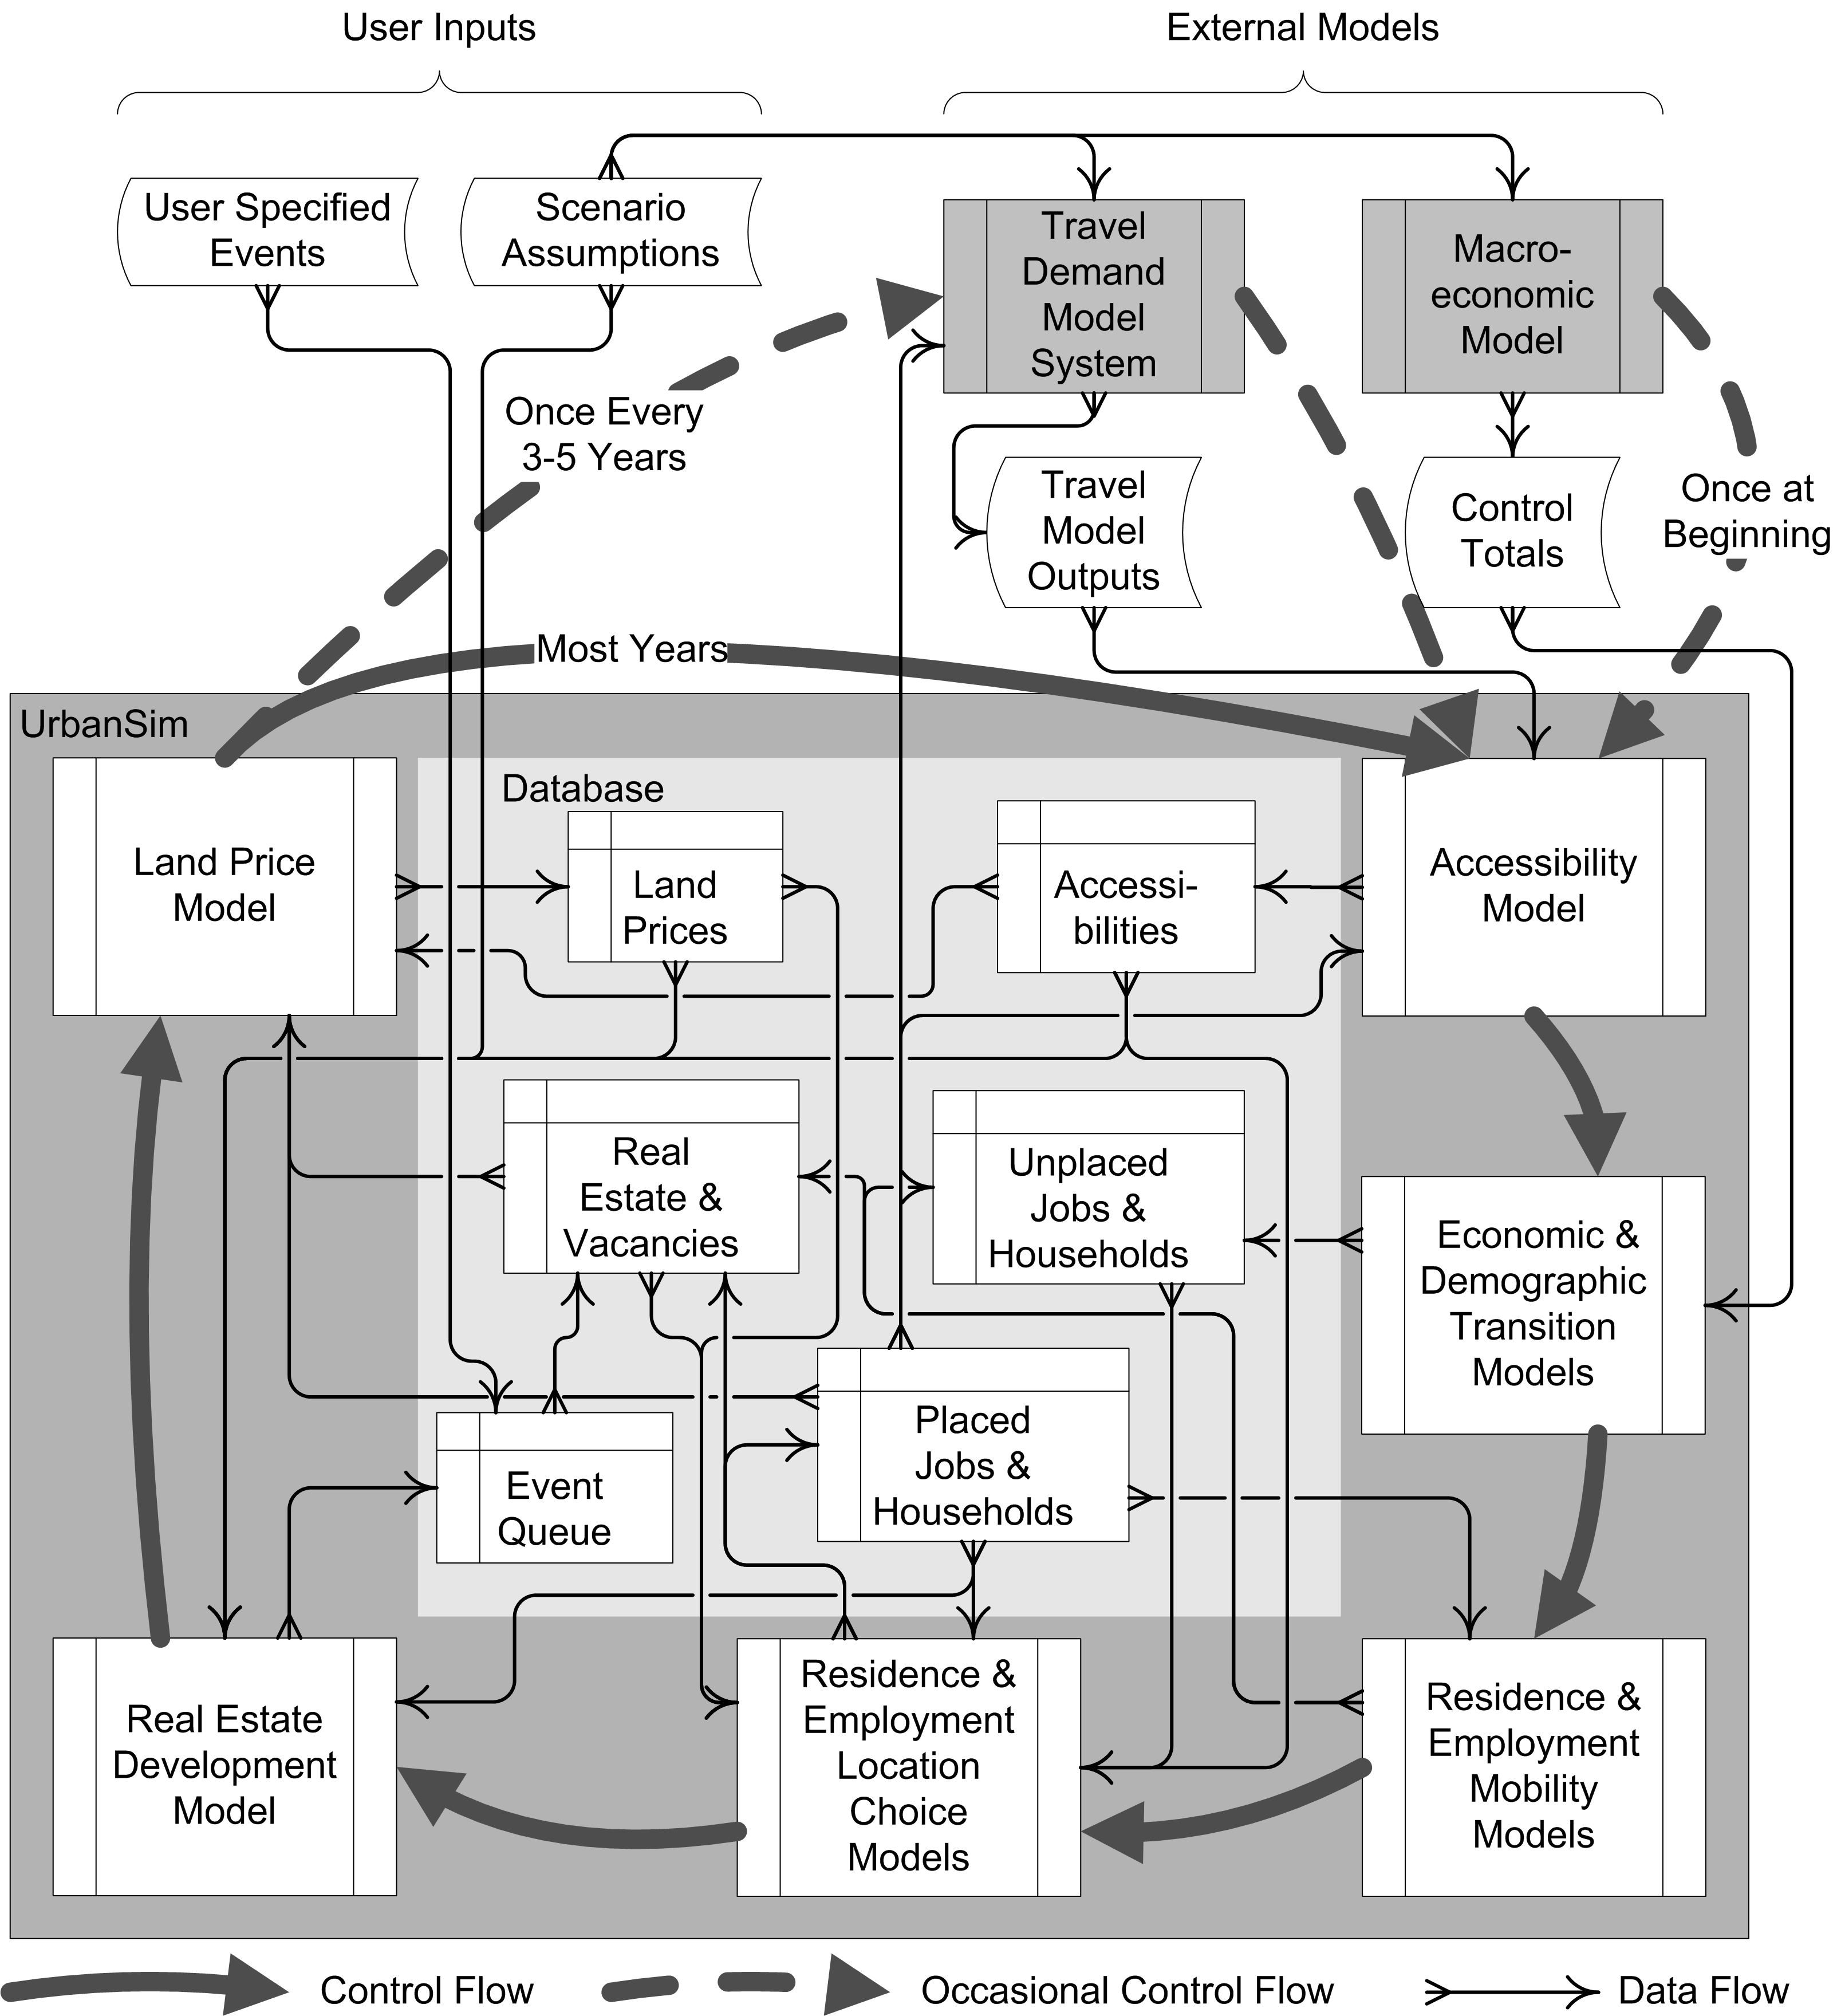 User Inputs
External Models
User Specified
Events
Scenario
Assumptions
Travel
Demand
Model
System
Macro-
economic
Model
Once Every
3-5 Years
Travel
Model
Outputs
Control
Totals
Once at
Beginning
Most Years
UrbanSim
Database
Land Price
Model
Land
Prices
Accessi-
bilities
Accessibility
Model
Real
Estate &
Vacancies
Unplaced
Jobs &
Households
Economic &
Demographic
Transition
Models
Event
Queue
Placed
Jobs &
Households
Real Estate
Development
Model
Residence &
Employment
Location
Choice
Models
Residence &
Employment
Mobility
Models
Control Flow
Occasional Control Flow
Data Flow